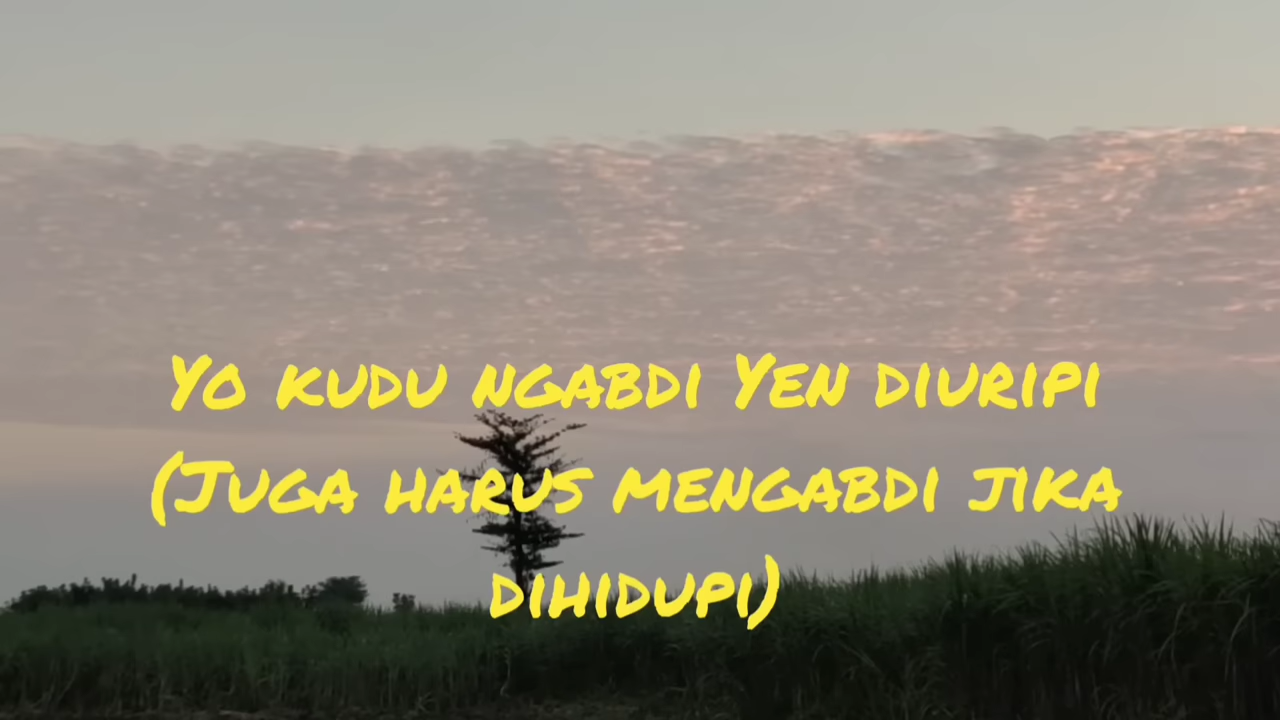 Yo kudu ngabdi Yen diuripi
(Juga harus mengabdi jika
dihidupi)